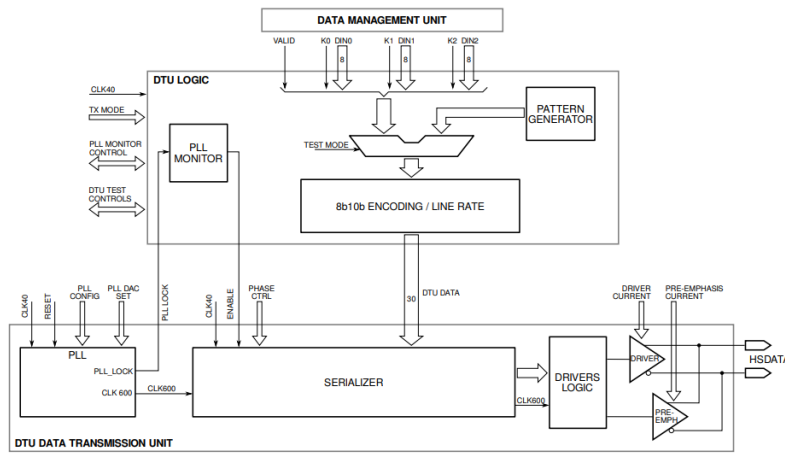 DATA MANAGEMENT UNIT
VALID
K0 DIN0
K1 DIN1
K2 DIN2
8
8
8
DTU LOGIC
CLK40
TX MODE
PLL MONITOR
CONTROL
DTU TEST
CONTROLS
PLL
MONITOR
PATTERN
GENERATOR
TEST MODE
8b10b ENCODING / LINE RATE
CLK40
RESET
PLL
CONFIG
PLL DAC
SET
PLL LOCK
CLK40
ENABLE
PHASE
CTRL
30
DTU DATA
DRIVER
CURRENT
PRE-EMPHASIS
CURRENT
PLL
PLL_LOCK
CLK 600
CLK600
SERIALIZER
CLK600
DRIVERS
LOGIC
DRIVER
PRE-
EMPH
HSDATA
DTU DATA TRANSMISSION UNIT